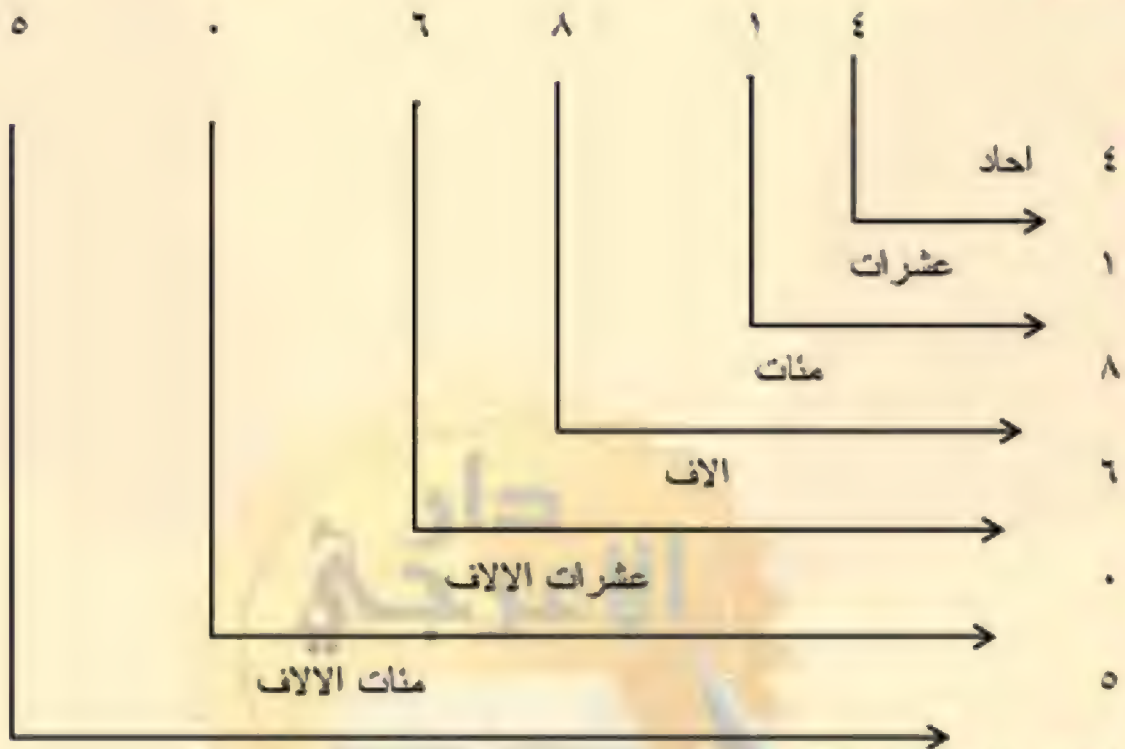 ٥ ٠ ٦ ٨ ١ ٤
٤ احاد
١ عشرات
٨ مئات
٦ الاف
٠ عشرات الالاف
٥ مئات الالاف